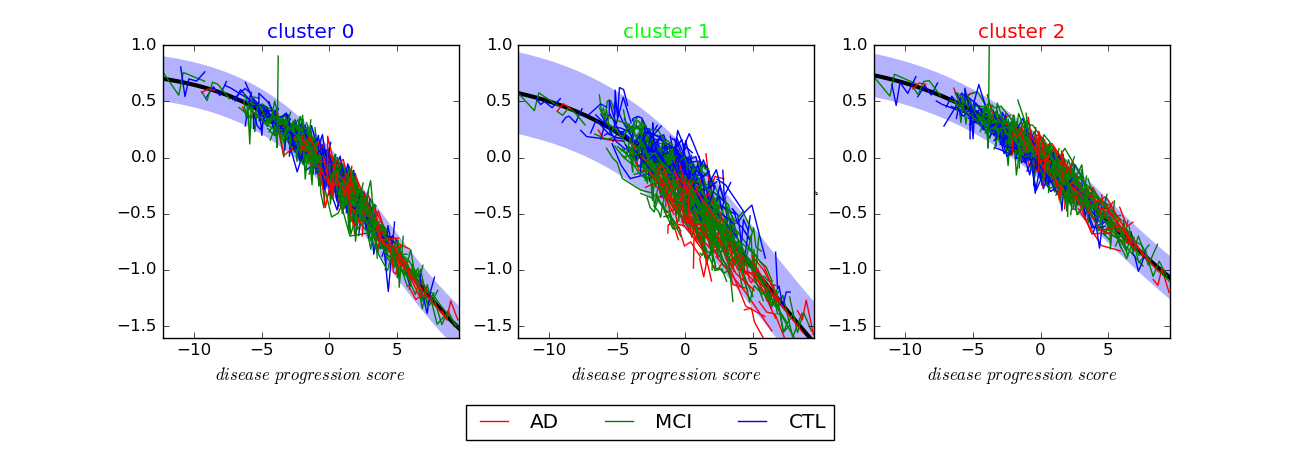 cluster 0 cluster 1 cluster 2
1.0 1.0 1.0
0.5 0.5 0.5
0.0 0.0 0.0
−0.5 −0.5 −0.5
−1.0 −1.0 −1.0
−1.5 −1.5 −1.5
−10 −5 0 5 −10 −5 0 5 −10 −5 0 5
disease progression score disease progression score disease progression score
AD MCI CTL